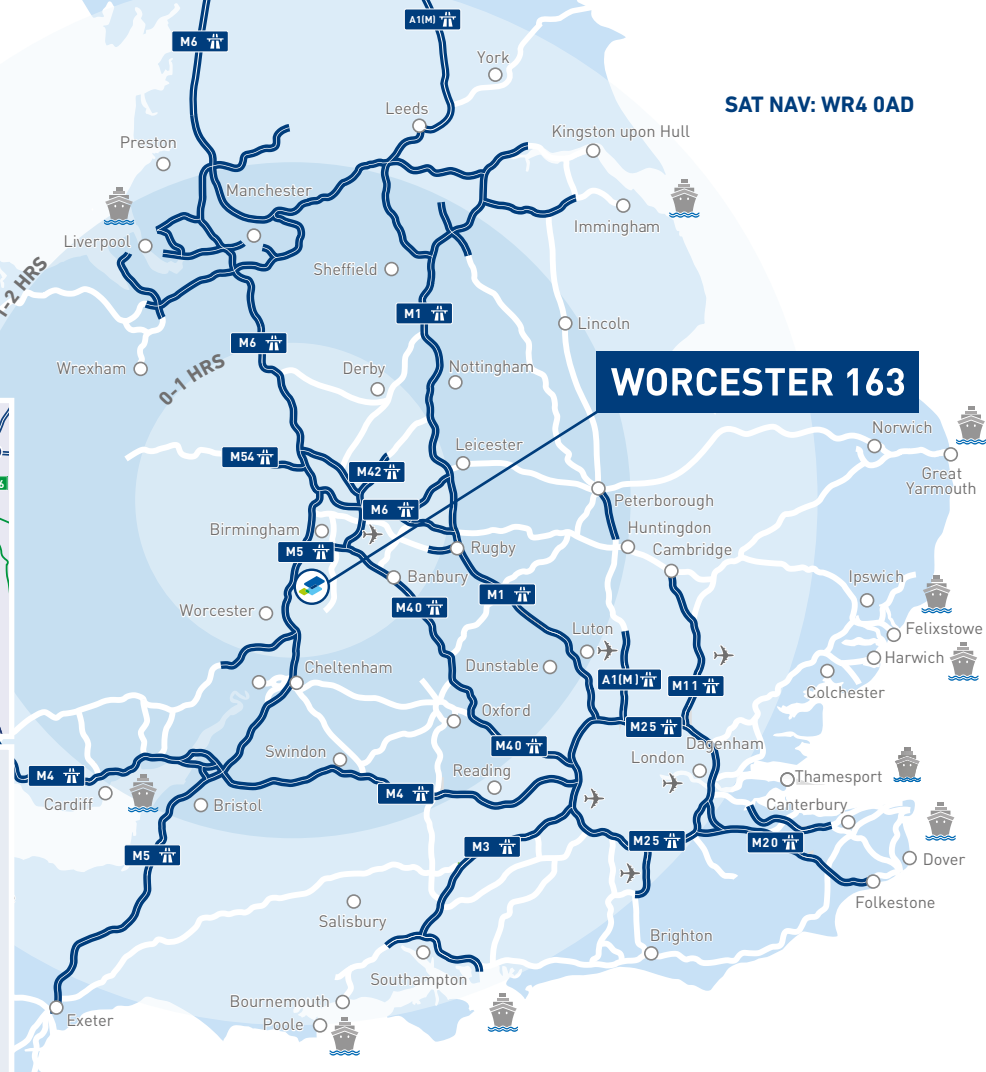 M6
A1(M)
York
SAT NAV: WR4 0AD
Leeds
Kingston upon Hull
Preston
Manchester
Immingham
Liverpool
Sheffield
1-2 HRS
M1
Lincoln
M6
Wrexham
0-1 HRS
Derby
Nottingham
WORCESTER 163
Norwich
Leicester
M54
M42
Great
Yarmouth
6
Peterborough
M6
Birmingham
Huntingdon
M5
Rugby
Cambridge
Banbury
Ipswich
M1
M40
Worcester
Luton
Felixstowe
Dunstable
Harwich
Cheltenham
A1(M)
M11
Colchester
Oxford
M25
M40
Dagenham
Swindon
London
Reading
M4
Thamesport
Cardiff
M4
Bristol
Canterbury
M3
M25
M20
M5
Dover
Folkestone
Salisbury
Brighton
Southampton
Bournemouth
Poole
Exeter